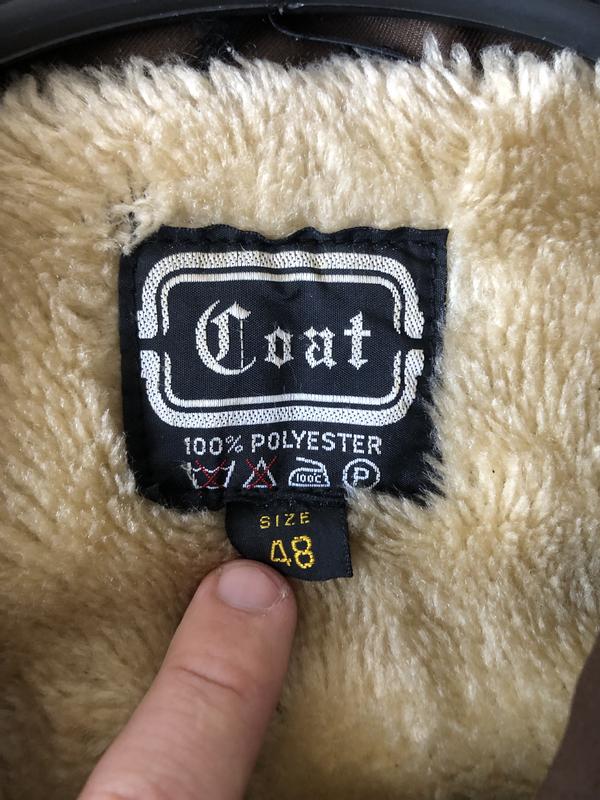 Coat
100% POLYESTER
100C
P
SIZE
48